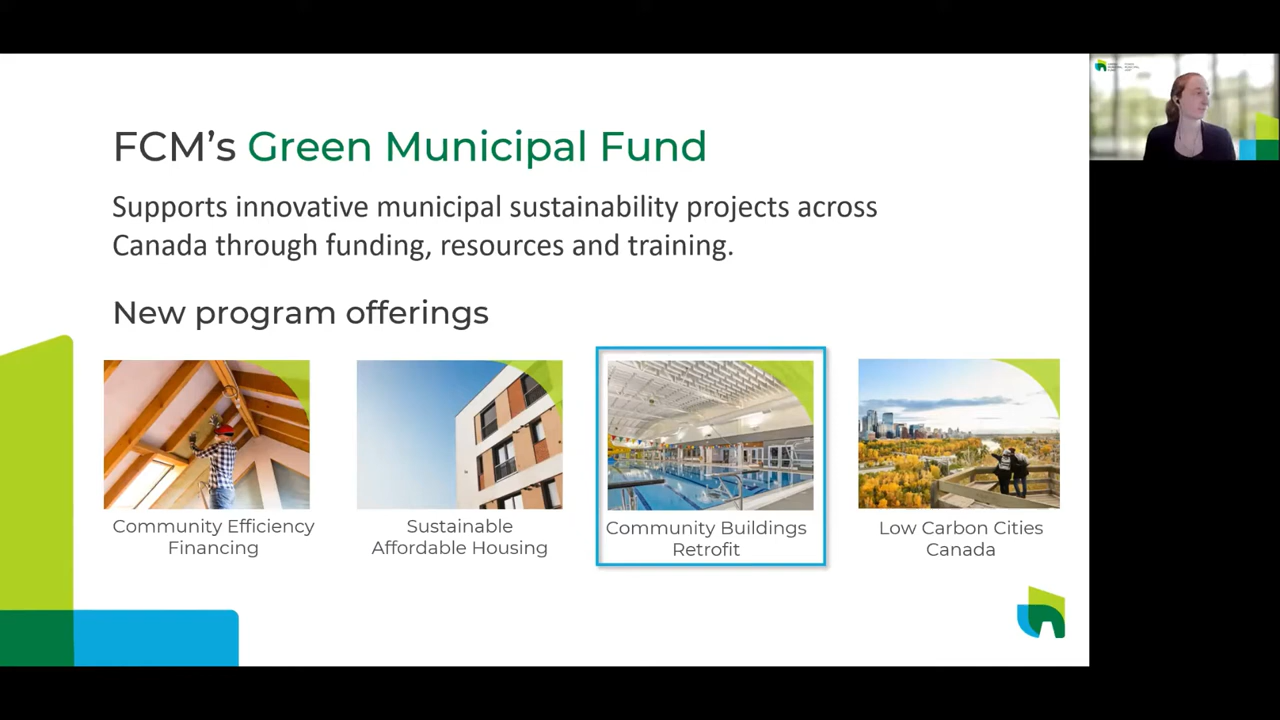 FCM's Green Municipal Fund
Supports innovative municipal sustainability projects across
Canada through funding, resources and training.
New program offerings
Community Efficiency
Financing
Sustainable
Affordable Housing
Community Buildings
Retrofit
Low Carbon Cities
Canada